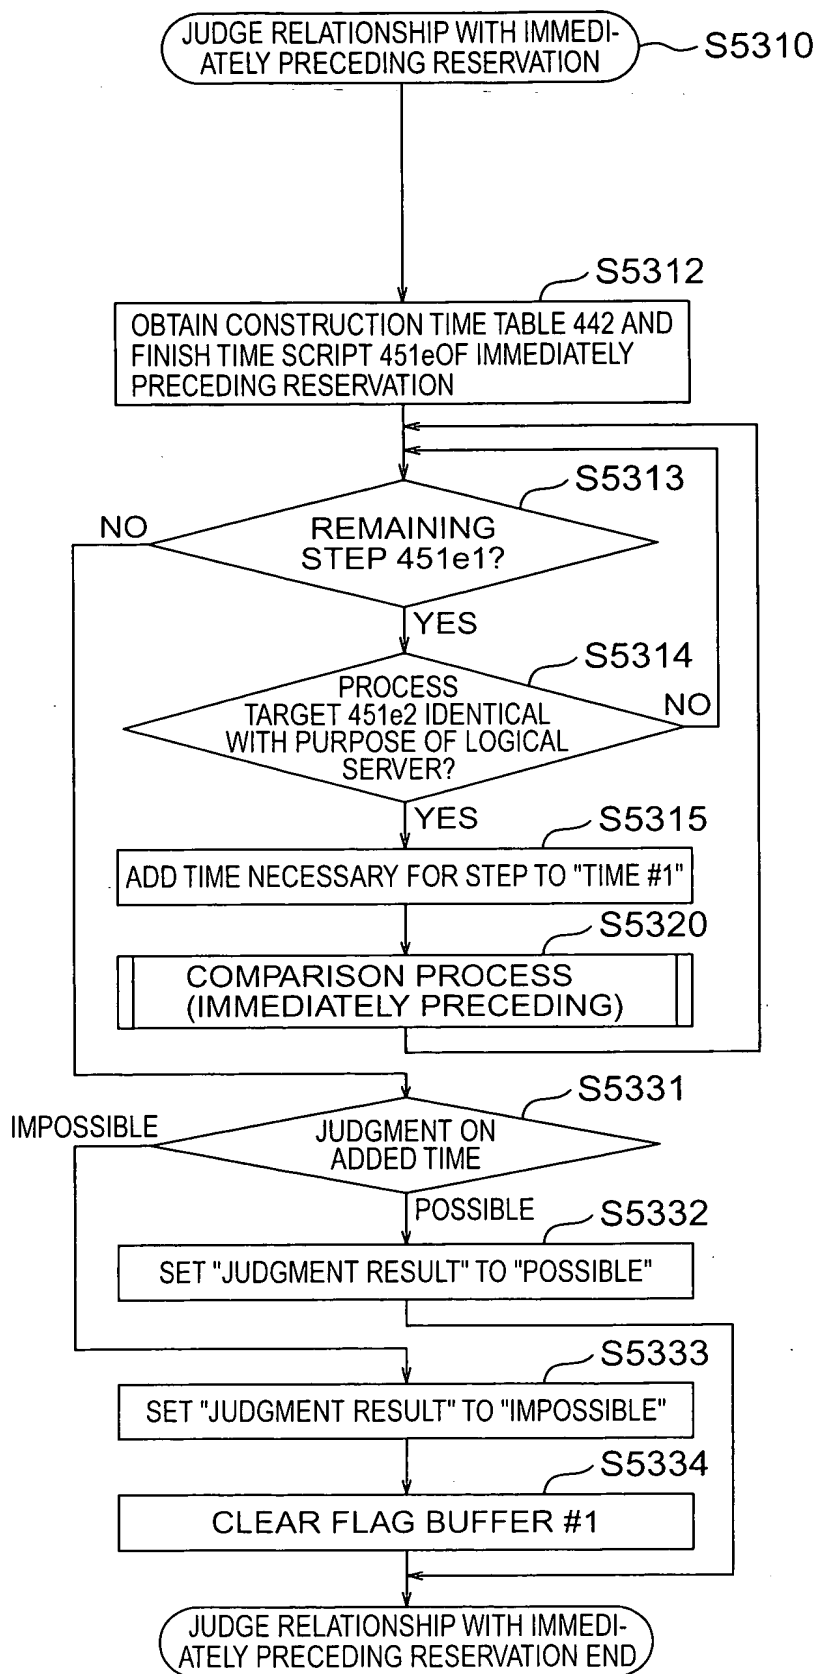 JUDGE RELATIONSHIP WITH IMMEDI-
ATELY PRECEDING RESERVATION
S5310
S5312
OBTAIN CONSTRUCTION TIME TABLE 442 AND
FINISH TIME SCRIPT 451eOF IMMEDIATELY
PRECEDING RESERVATION
S5313
NO
REMAINING
STEP 451e1?
YES
S5314
PROCESS
TARGET 451e2 IDENTICAL
WITH PURPOSE OF LOGICAL
SERVER?
NO
YES
S5315
ADD TIME NECESSARY FOR STEP TO "TIME #1"
S5320
COMPARISON PROCESS
(IMMEDIATELY PRECEDING)
S5331
IMPOSSIBLE
JUDGMENT ON
ADDED TIME
POSSIBLE
S5332
SET "JUDGMENT RESULT" TO "POSSIBLE"
S5333
SET "JUDGMENT RESULT" TO "IMPOSSIBLE"
S5334
CLEAR FLAG BUFFER #1
JUDGE RELATIONSHIP WITH IMMEDI-
ATELY PRECEDING RESERVATION END